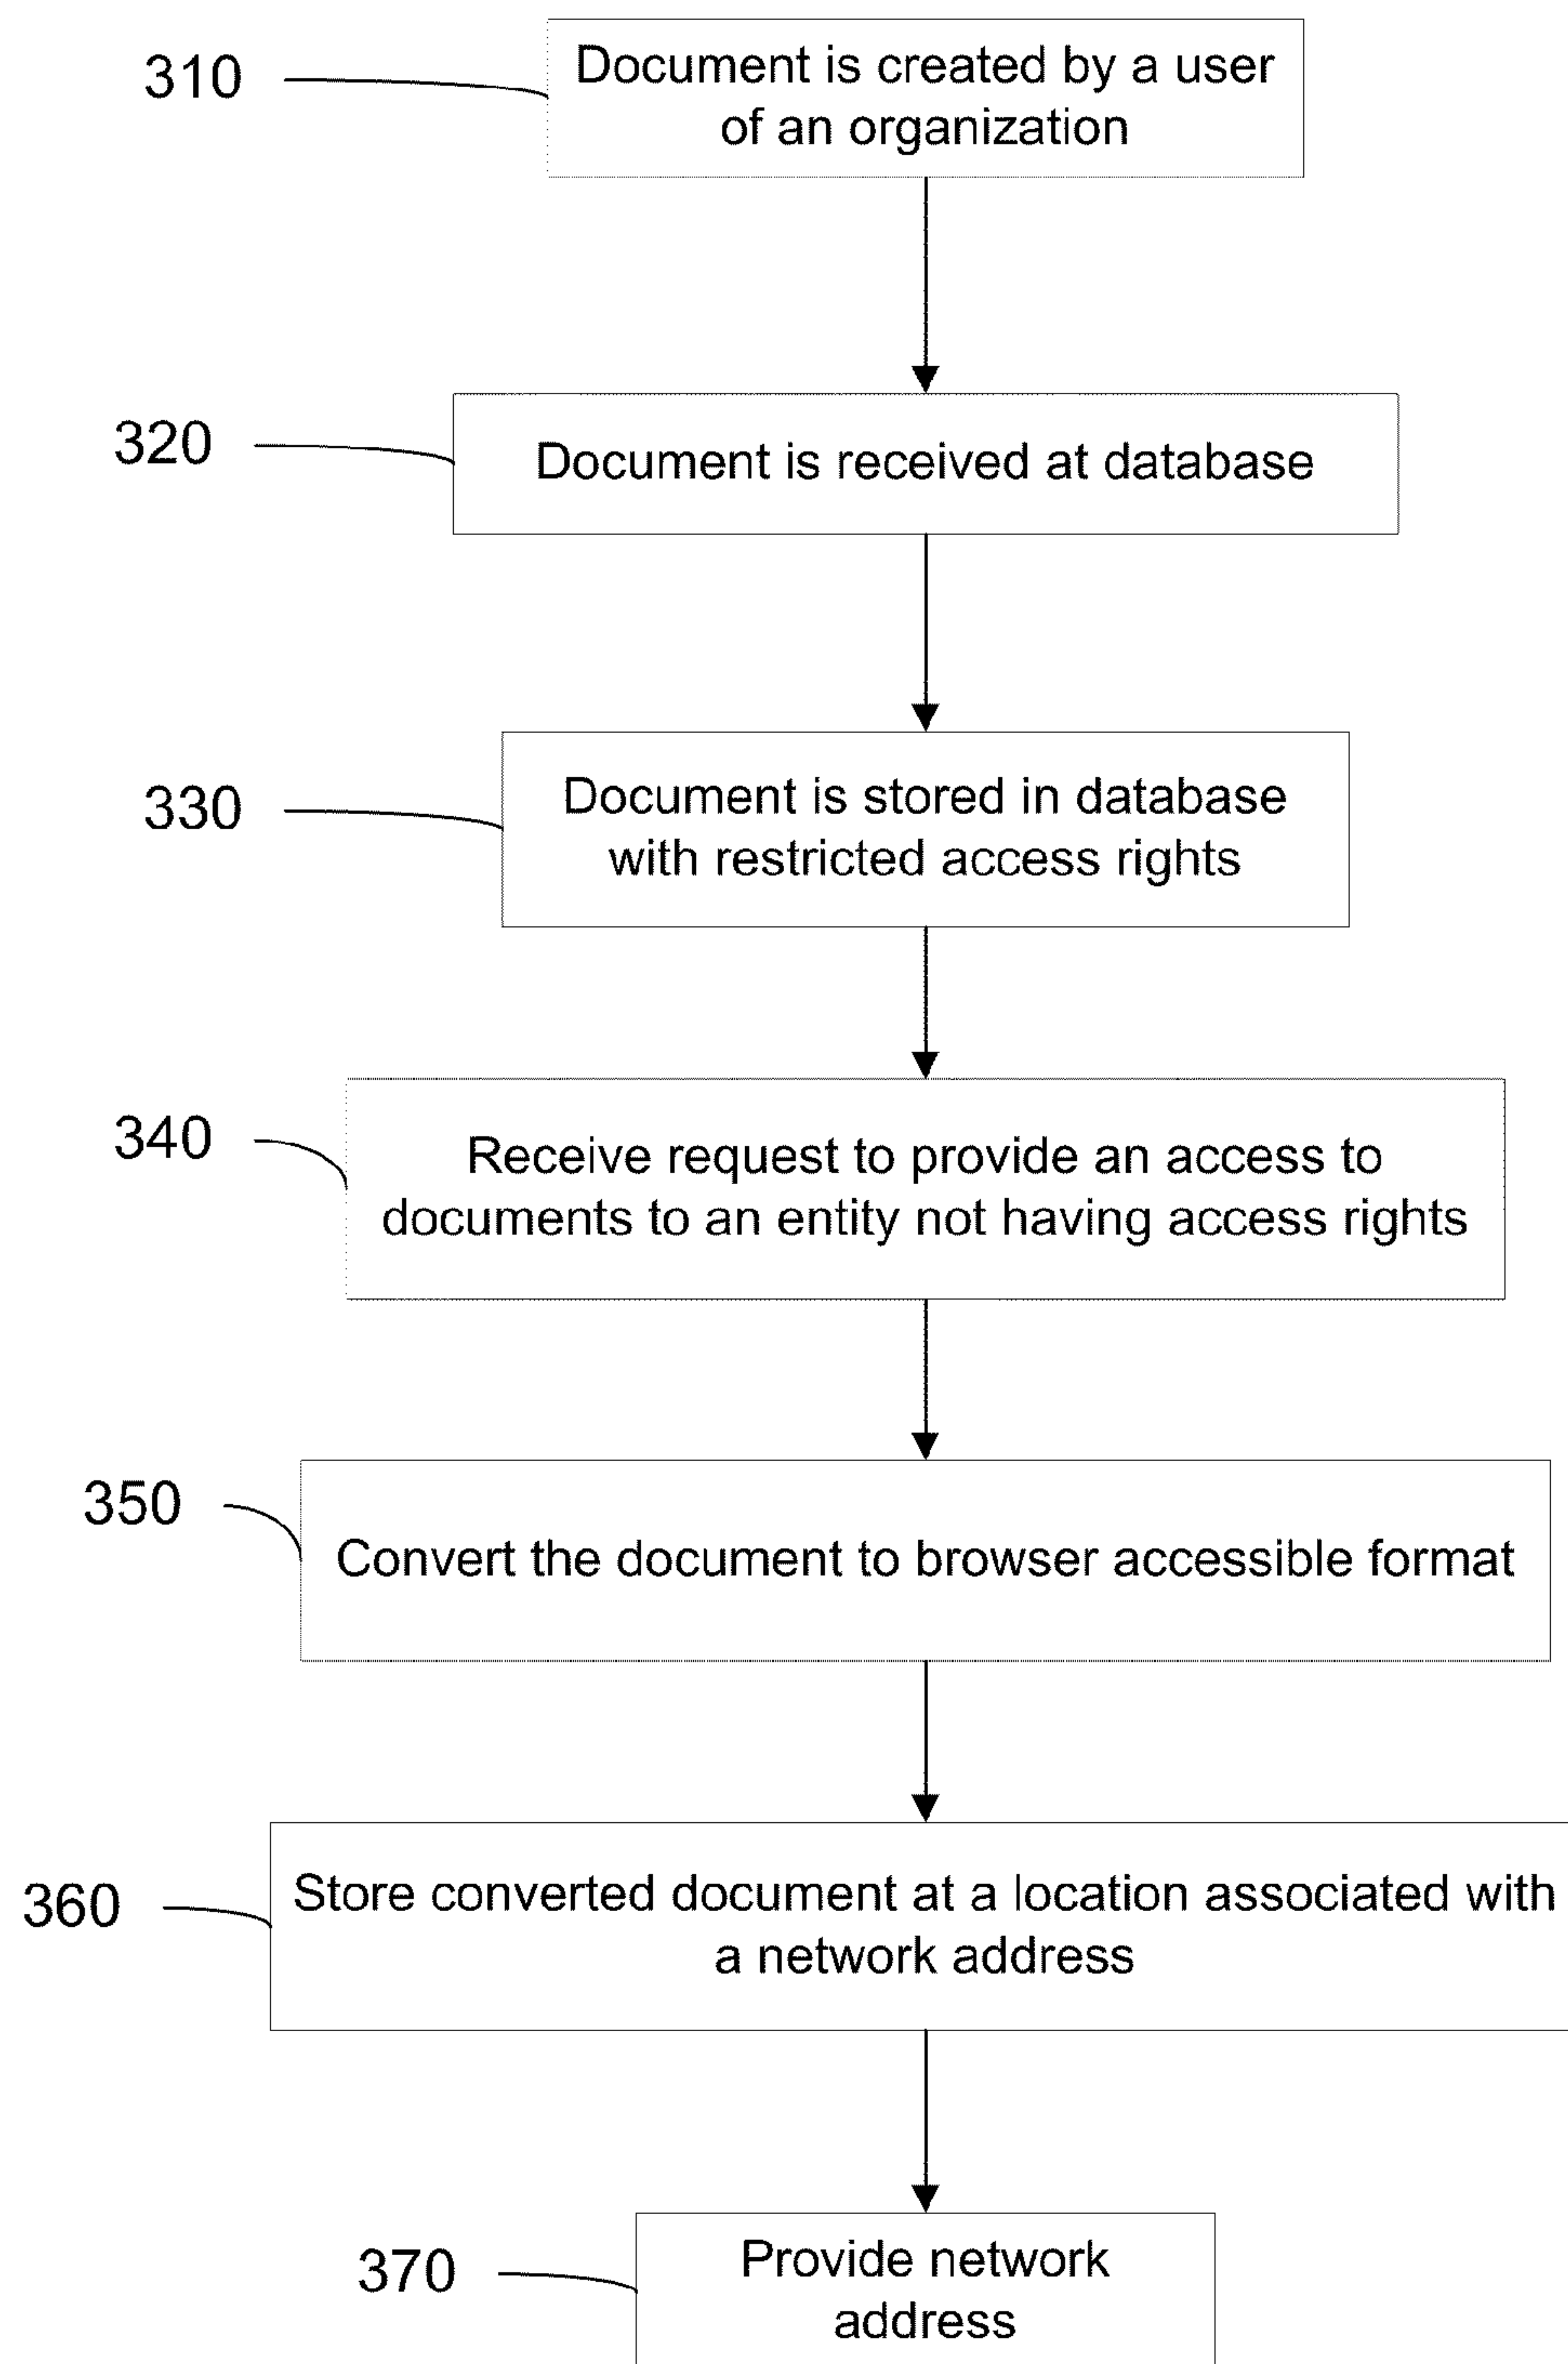 310
Document is created by a user
of an organization
320
Document is received at database
330
Document is stored in database
with restricted access rights
340
Receive request to provide an access to
documents to an entity not having access rights
350
Convert the document to browser accessible format
360
Store converted document at a location associated with
a network address
370
Provide network
address